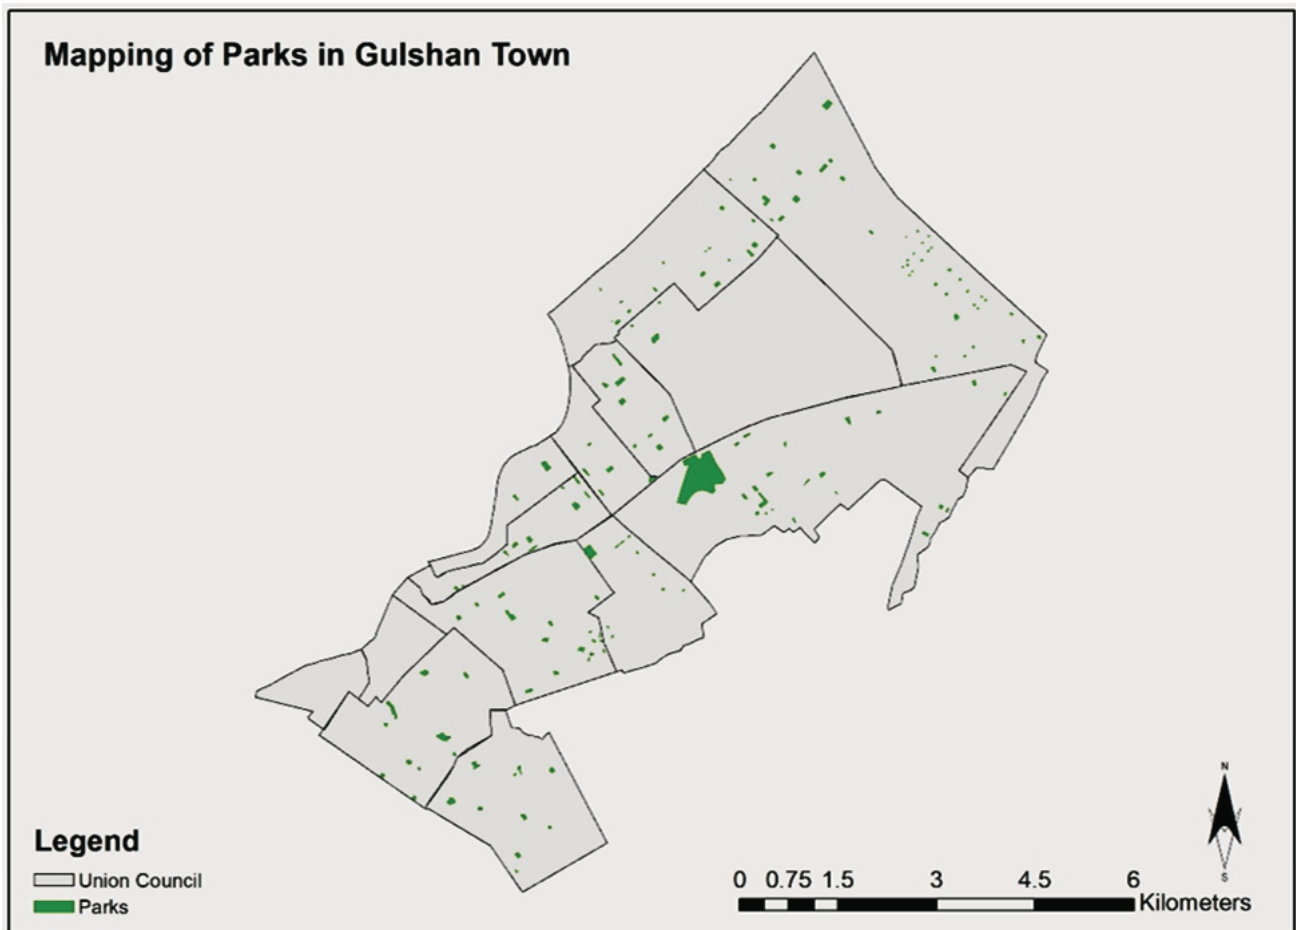 Mapping of Parks in Gulshan Town
N
S
Legend
Union Council
Parks
0 0.75 1.5 3 4.5 6
Kilometers